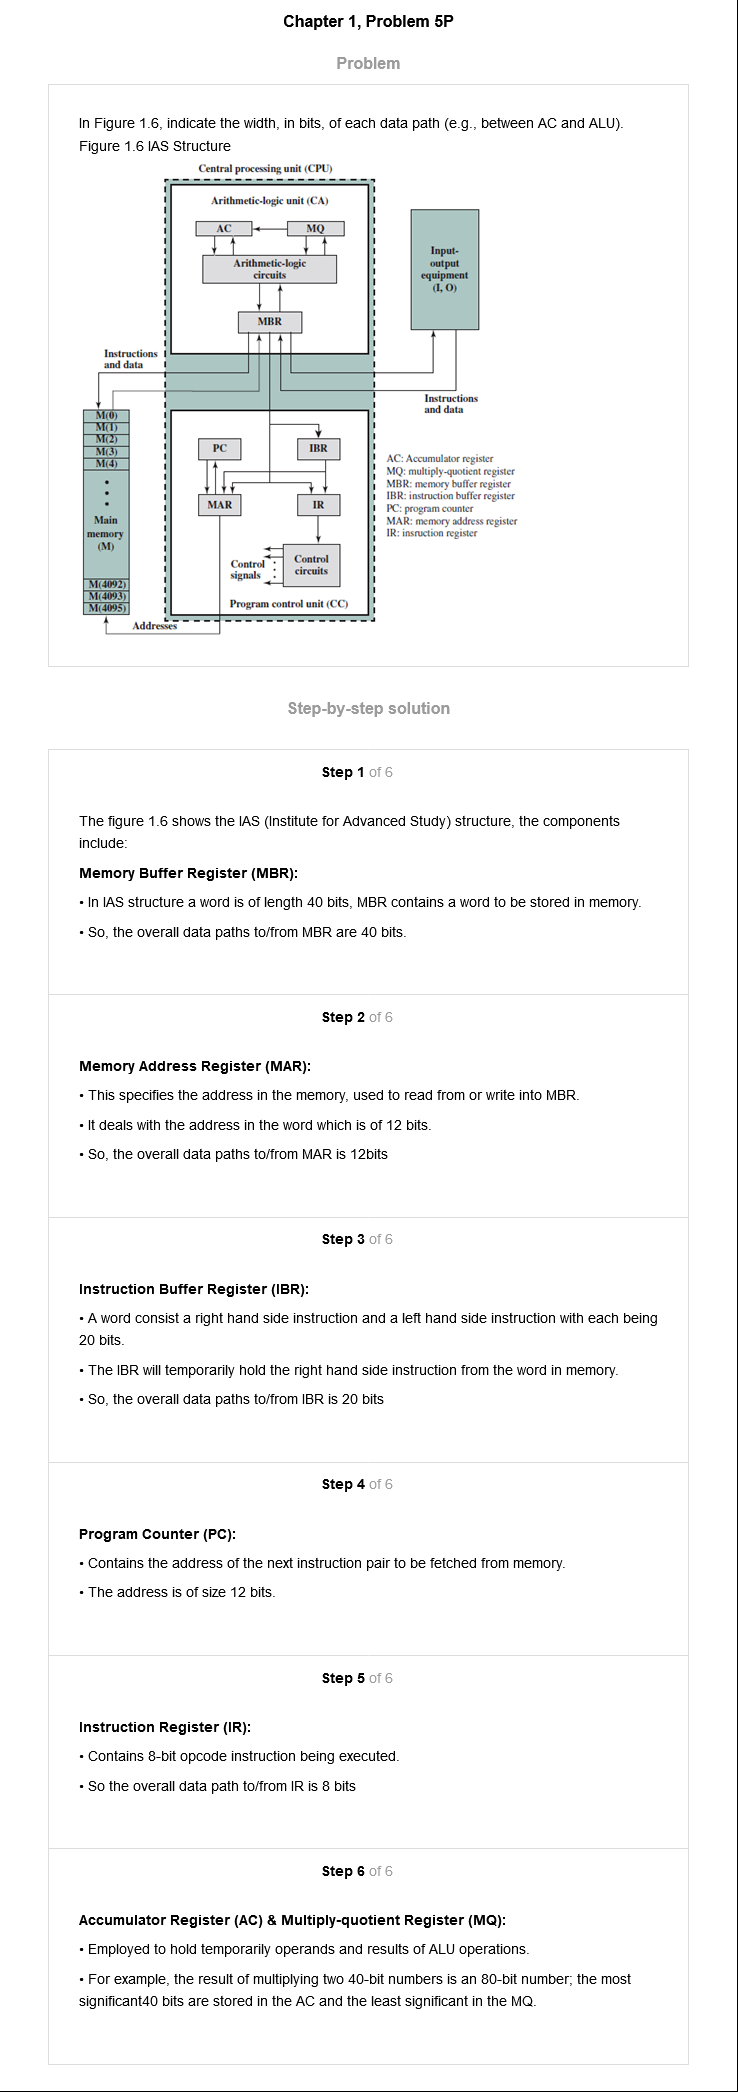 Chapter 1, Problem 5P
Problem
In Figure 1.6, indicate the width, in bits, of each data path (e.g., between AC and ALU).
Figure 1.6 IAS Structure
Central processing unit (CPU)
Arithmetic-logic unit (CA)
AC
MQ
Arithmetic-logic
circuits
MBR
Input-
output
equipment
(I, O)
Instructions
and data
Instructions
and data
M(0)
M(1)
M(2)
M(3)
M(4)
Main
memory
(M)
M(4092)
M(4093)
M(4095)
PC
IBR
MAR
IR
Control
circuits
Control
signals
Program control unit (CC)
Addresses
AC: Accumulator register
MQ: multiply-quotient register
MBR: memory buffer register
IBR: instruction buffer register
PC: program counter
MAR: memory address register
IR: insruction register
Step-by-step solution
Step 1 of 6
The figure 1.6 shows the IAS (Institute for Advanced Study) structure, the components
include:
Memory Buffer Register (MBR):
• In IAS structure a word is of length 40 bits, MBR contains a word to be stored in memory.
• So, the overall data paths to/from MBR are 40 bits.
Step 2 of 6
Memory Address Register (MAR):
• This specifies the address in the memory, used to read from or write into MBR.
• It deals with the address in the word which is of 12 bits.
• So, the overall data paths to/from MAR is 12bits
Step 3 of 6
Instruction Buffer Register (IBR):
• A word consist a right hand side instruction and a left hand side instruction with each being
20 bits.
• The IBR will temporarily hold the right hand side instruction from the word in memory.
• So, the overall data paths to/from IBR is 20 bits
Step 4 of 6
Program Counter (PC):
• Contains the address of the next instruction pair to be fetched from memory.
• The address is of size 12 bits.
Step 5 of 6
Instruction Register (IR):
• Contains 8-bit opcode instruction being executed.
• So the overall data path to/from IR is 8 bits
Step 6 of 6
Accumulator Register (AC) & Multiply-quotient Register (MQ):
• Employed to hold temporarily operands and results of ALU operations.
• For example, the result of multiplying two 40-bit numbers is an 80-bit number; the most
significant40 bits are stored in the AC and the least significant in the MQ.